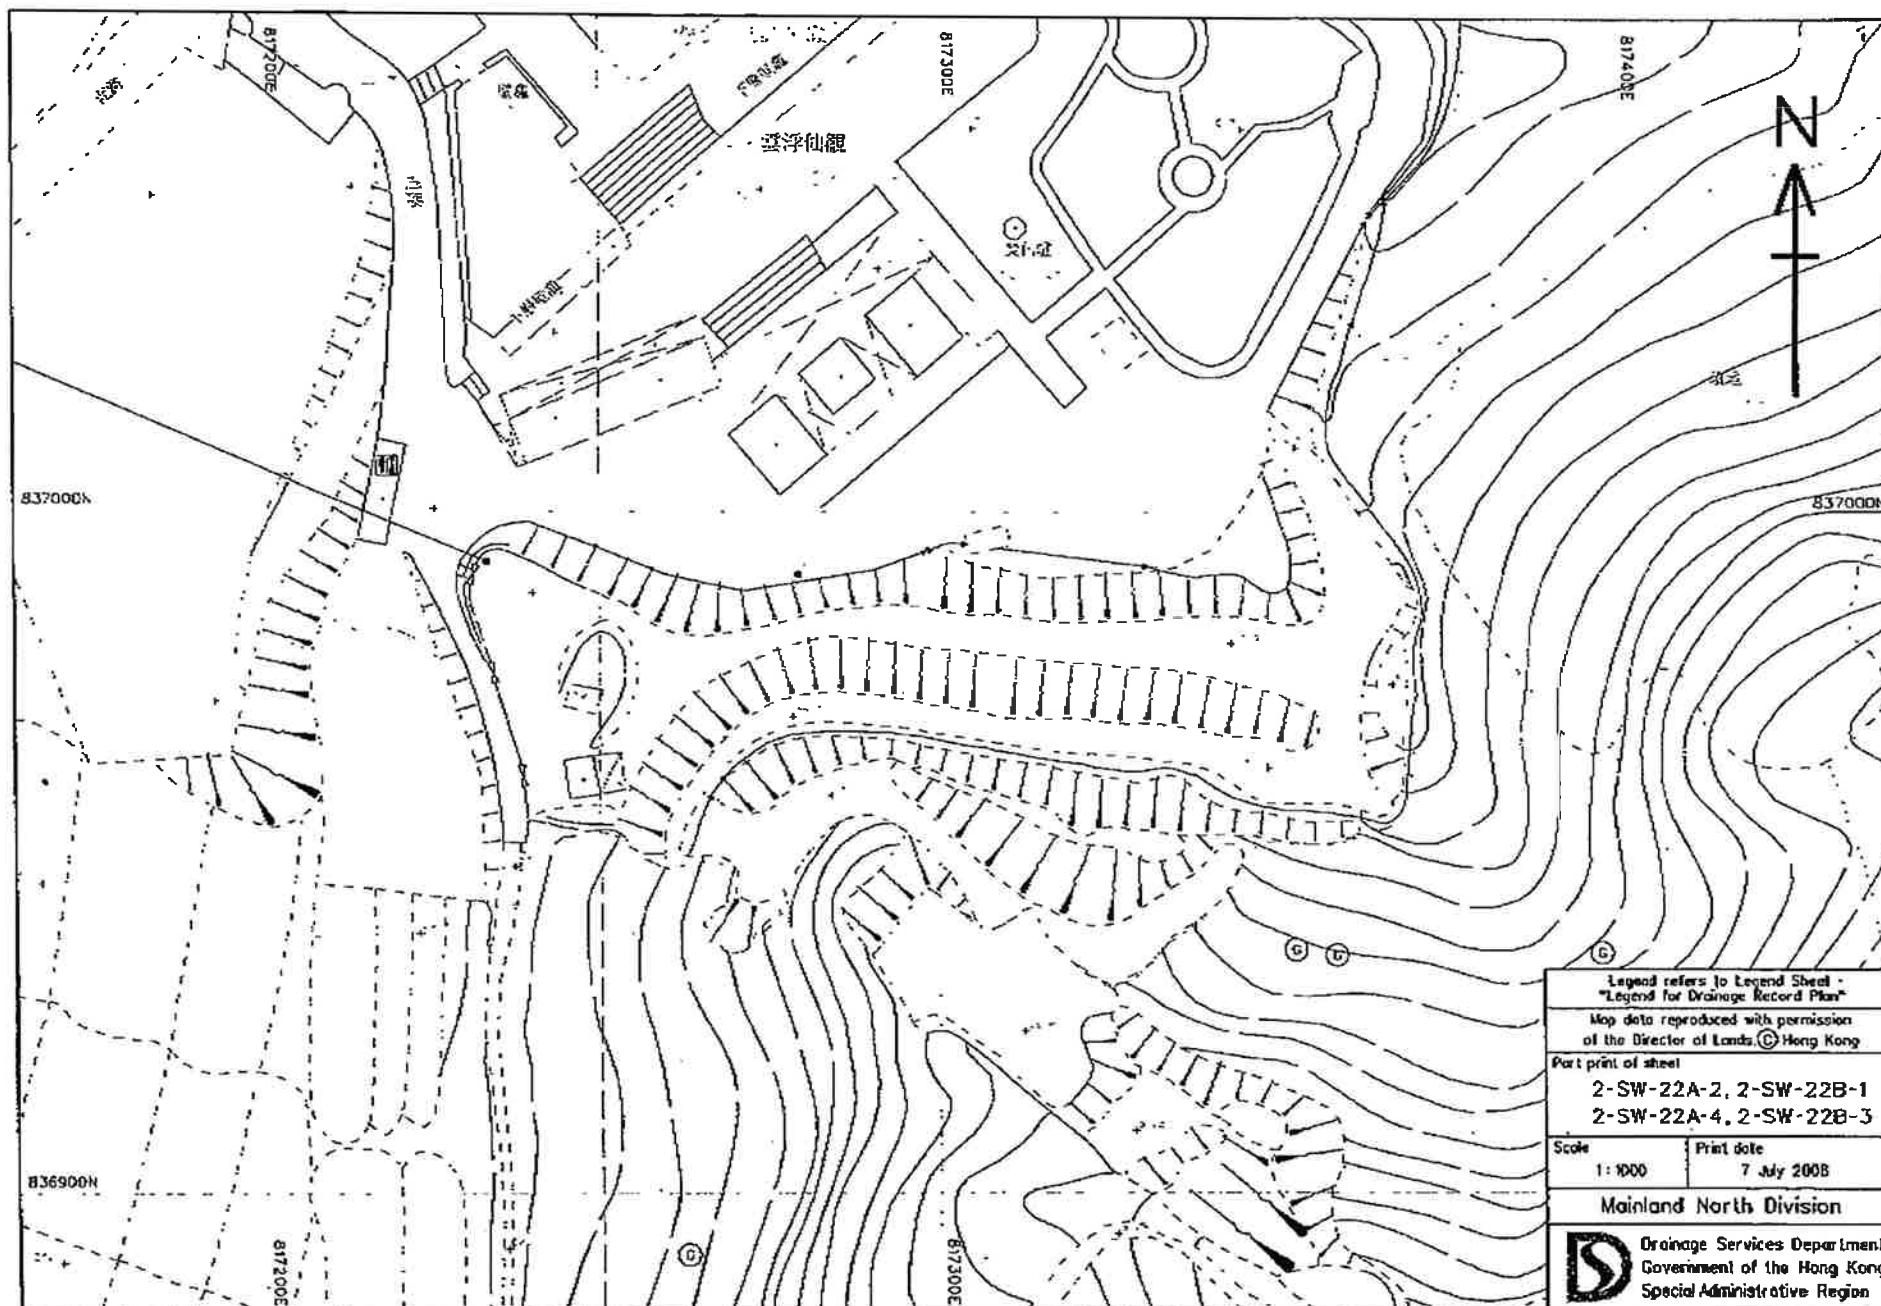 817200E
817300E
817400E
N
雲浮仙觀
837000N
837000N
G
G
G
Legend refers to Legend Sheet -
"Legend for Drainage Record Plan"
Map data reproduced with permission
of the Director of Lands. © Hong Kong
Part print of sheet
2-SW-22A-2, 2-SW-22B-1
2-SW-22A-4, 2-SW-22B-3
Scale
1:1000
Print date
7 July 2008
836900N
Mainland North Division
G
817200E
817300E
Drainage Services Department
Government of the Hong Kong
Special Administrative Region